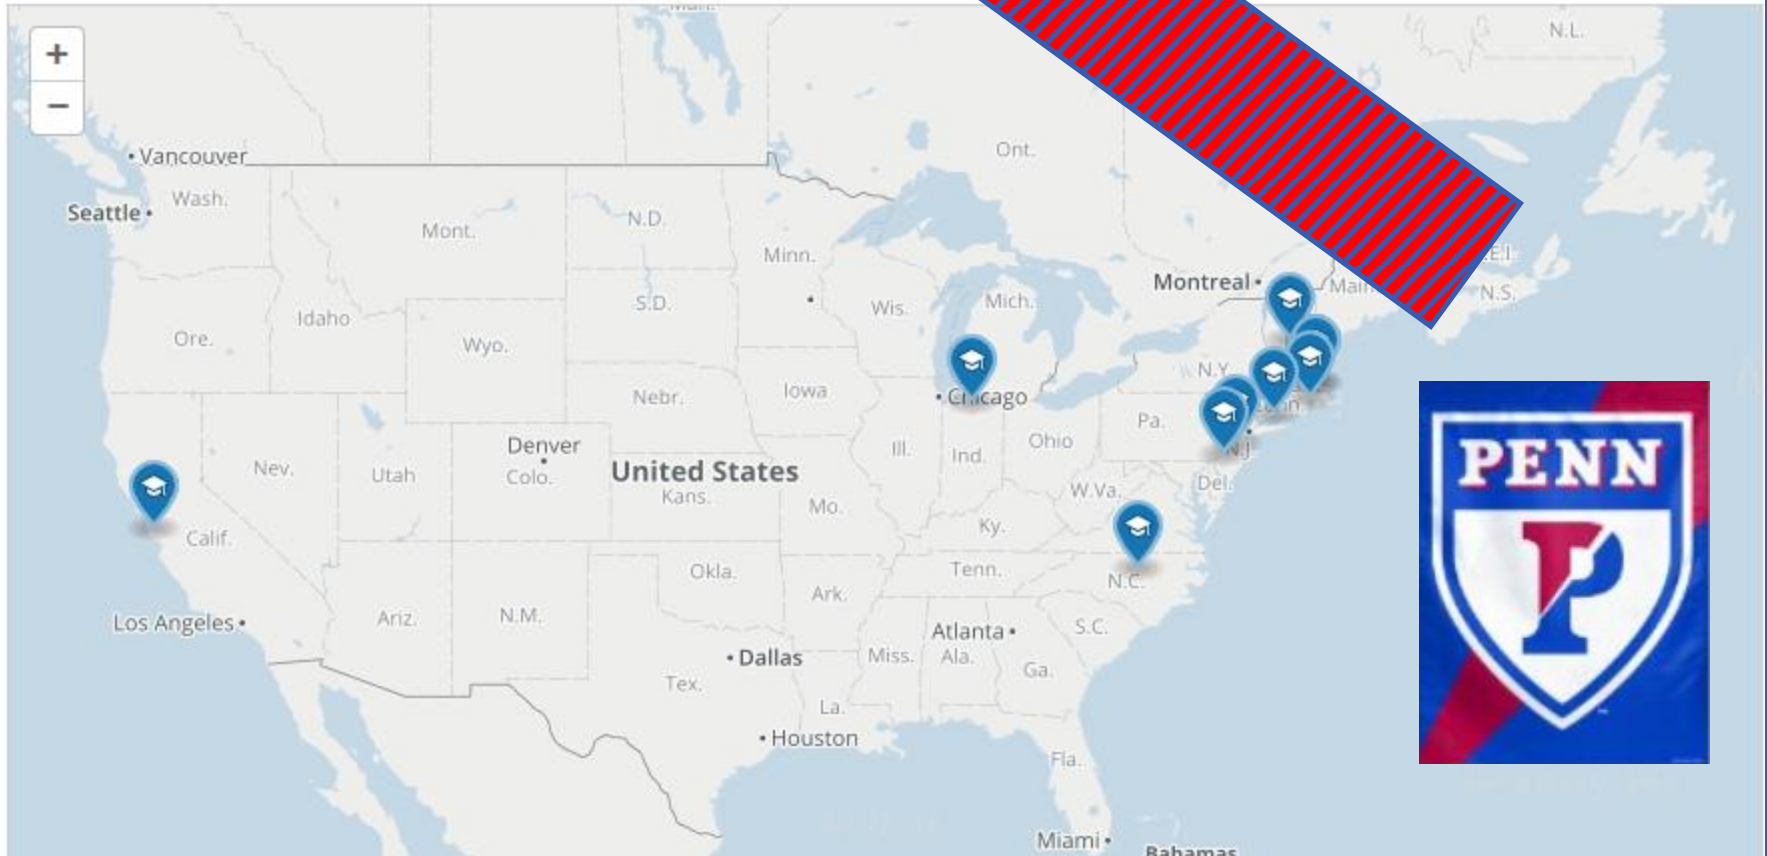 +
−
N.L.
Ont.
Vancouver
Wash.
Seattle
N.D.
Mont.
Minn.
Montreal
N.S.
S.D.
Mich.
Wis.
Idaho
Ore.
Wyo.
N.Y.
Iowa
Nebr.
Chicago
Pa.
Denver
Ohio
Ill.
Ind.
N.J.
Nev.
Utah
Colo.
United States
Kans.
Del.
W.Va.
Mo.
Ky.
Calif.
Okla.
Tenn.
N.C.
Ark.
Ariz.
N.M.
Los Angeles
Atlanta
S.C.
Dallas
Miss.
Ala.
Ga.
Tex.
La.
Houston
Fla.
Miami
Bahamas
PENN
P